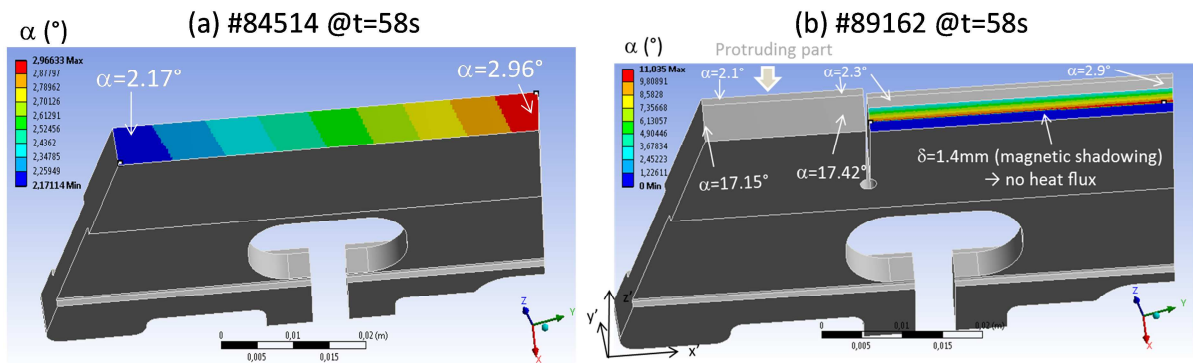 (a) #84514 @t=58s
α (°)
2,96633 Max
2,87797
2,78962
2,70126
2,61291
2,52456
2,4362
2,34785
2,25949
2,17114 Min
α=2.17°
α=2.96°
0
0,01
0,02 (m)
0,005
0,015
Z
Y
X
(b) #89162 @t=58s
α (°)
Protruding part
11,035 Max
9,80891
8,5828
7,35668
6,13057
4,90446
3,67834
2,45223
1,22611
0 Min
α=2.1°
α=2.3°
α=2.9°
α=17.15°
α=17.42°
δ=1.4mm (magnetic shadowing)
→ no heat flux
z'
y'
x'
0
0,01
0,02 (m)
0,005
0,015
Z
Y
X